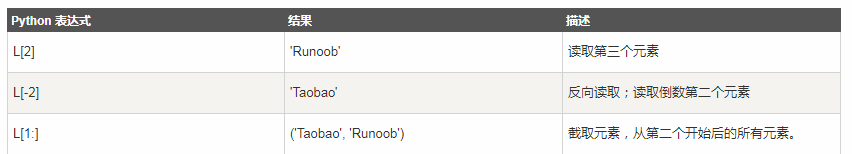 Python 表达式 结果 描述
L[2] 'Runoob' 读取第三个元素
L[-2] 'Taobao' 反向读取；读取倒数第二个元素
L[1:] ('Taobao', 'Runoob') 截取元素，从第二个开始后的所有元素。